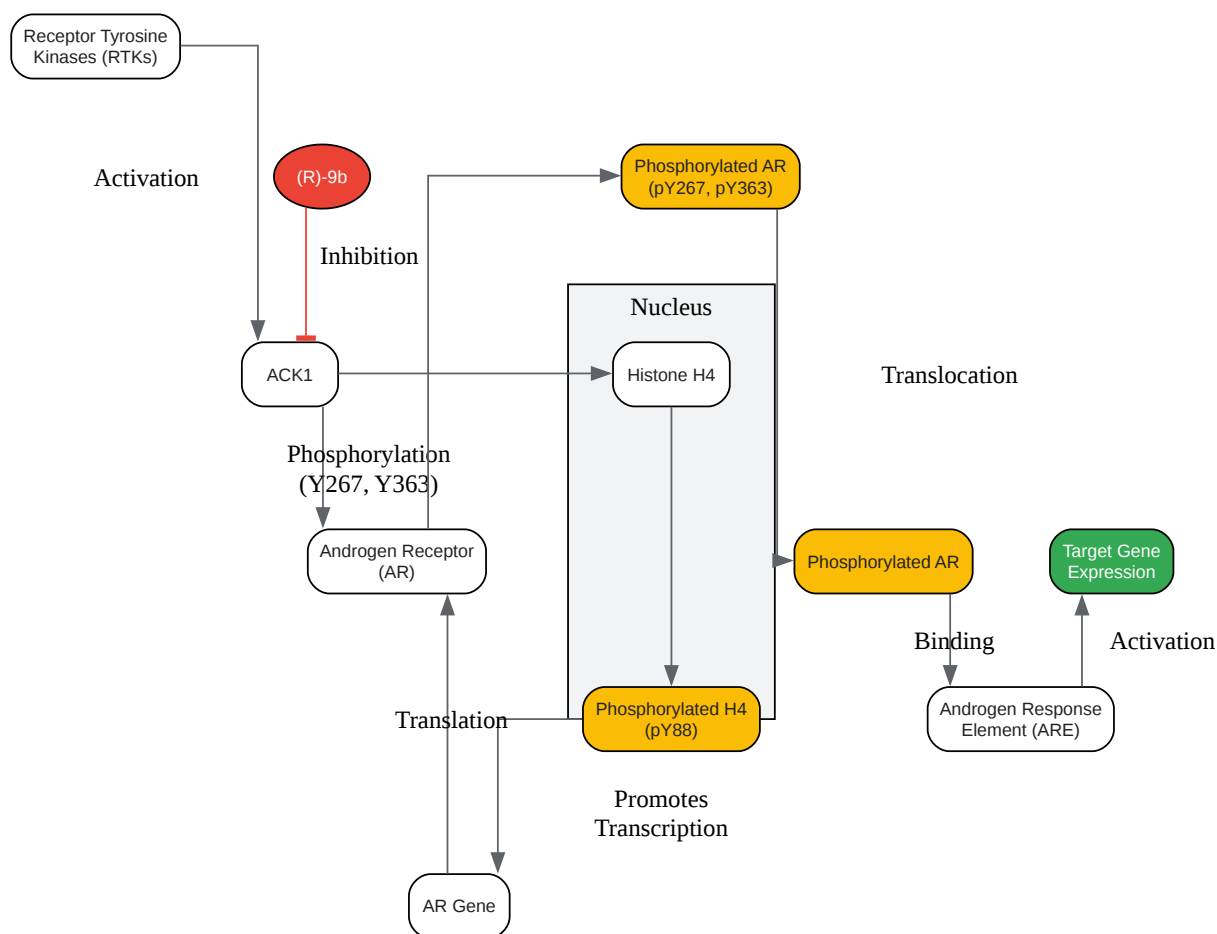 Receptor Tyrosine
Kinases (RTKs)
Activation
(R)-9b
Phosphorylated AR
(pY267, pY363)
Inhibition
Nucleus
ACK1
Histone H4
Translocation
Phosphorylation
(Y267, Y363)
Androgen Receptor
(AR)
Phosphorylated AR
Target Gene
Expression
Binding
Activation
Translation
Phosphorylated H4
(pY88)
Androgen Response
Element (ARE)
Promotes
Transcription
AR Gene